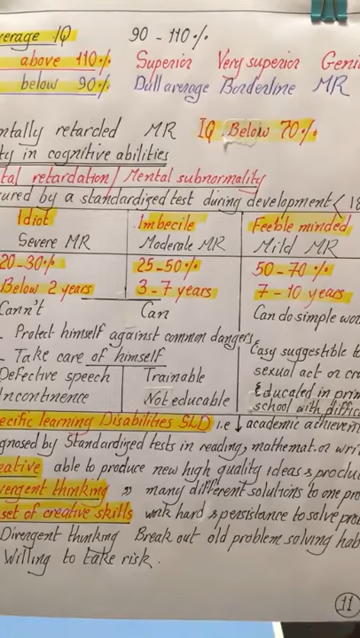 verage IQ 90 - 110%
above 110% Superior Very superior Geni
below 90% Dull average Borderline MR
ntally retarded MR IQ Below 70%
ty in cognitive abilities
tal retardation/ Mental subnormality
ured by a standardized test during development < 18
Idiot Imbecile Feeble minded
Severe MR Moderate MR Mild MR
20-30% 25-50% 50-70%
Below 2 years 3-7 years 7-10 years
Cann't Can Can do simple wor
- Protect himself against common dangers
- Take care of himself
Easy suggestible to
sexual act or cr
Defective speech Trainable
Incontinence Not educable
Educated in prim
school with diffic
ecific learning Disabilities SLD i.e ↓ academic achievem
gnosed by Standardized tests in reading, mathemat. or wri
eative able to produce new high quality ideas & produc
vergent thinking " many different solutions to one pro
set of creative skills work hard & persistance to solve pro
Divergent thinking Break out old problem solving hab
Willing to take risk.
11